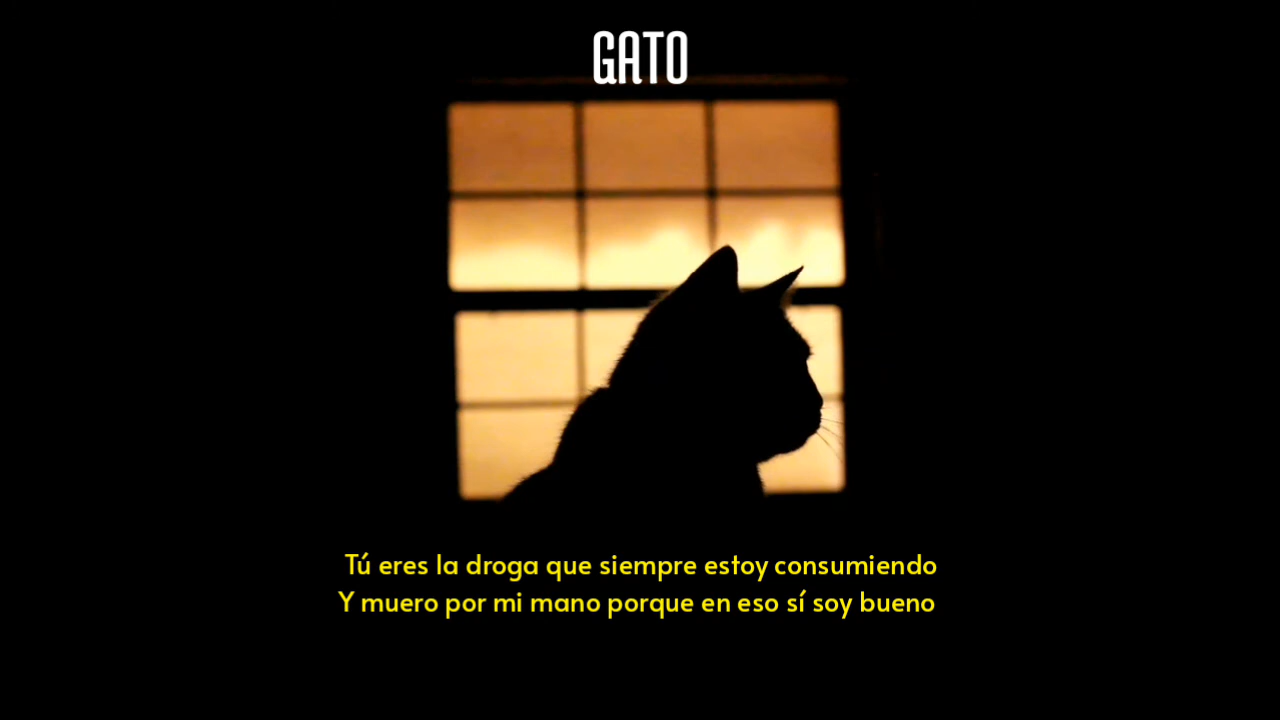 GATO
Tú eres la droga que siempre estoy consumiendo
Y muero por mi mano porque en eso sí soy bueno